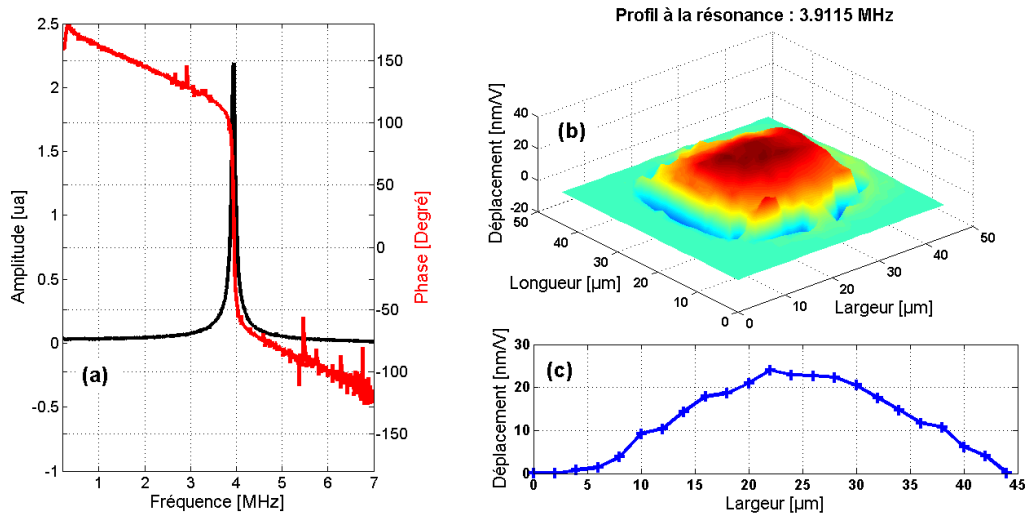 2.5
2
1.5
1
0.5
0
-0.5
-1
Amplitude [ua]
1 2 3 4 5 6 7
Fréquence [MHz]
150
100
50
0
-50
-100
-150
Phase [Degré]
(a)
Profil à la résonance : 3.9115 MHz
40
20
0
-20
Déplacement [nm/V]
(b)
50
40
30
20
10
0
Longueur [µm]
0
10
20
30
40
50
Largeur [µm]
30
20
10
0
Déplacement [nm/V]
(c)
0 5 10 15 20 25 30 35 40 45
Largeur [µm]